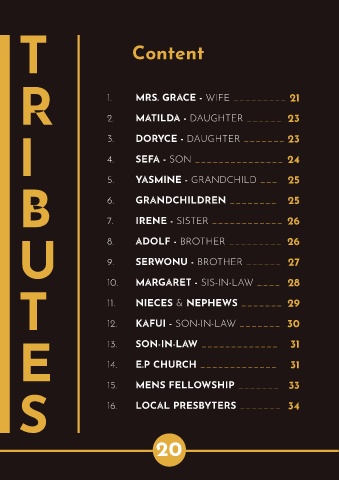 TRIBUTES
Content
1. MRS. GRACE - WIFE 21
2. MATILDA - DAUGHTER 23
3. DORYCE - DAUGHTER 23
4. SEFA - SON 24
5. YASMINE - GRANDCHILD 25
6. GRANDCHILDREN 25
7. IRENE - SISTER 26
8. ADOLF - BROTHER 26
9. SERWONU - BROTHER 27
10. MARGARET - SIS-IN-LAW 28
11. NIECES & NEPHEWS 29
12. KAFUI - SON-IN-LAW 30
13. SON-IN-LAW 31
14. E.P CHURCH 31
15. MENS FELLOWSHIP 33
16. LOCAL PRESBYTERS 34
20